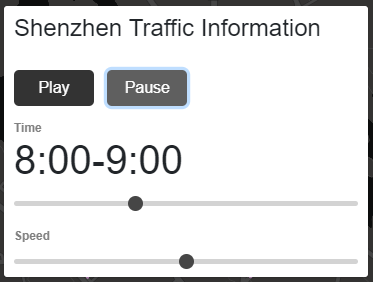 Shenzhen Traffic Information
Play Pause
Time
8:00-9:00
Speed